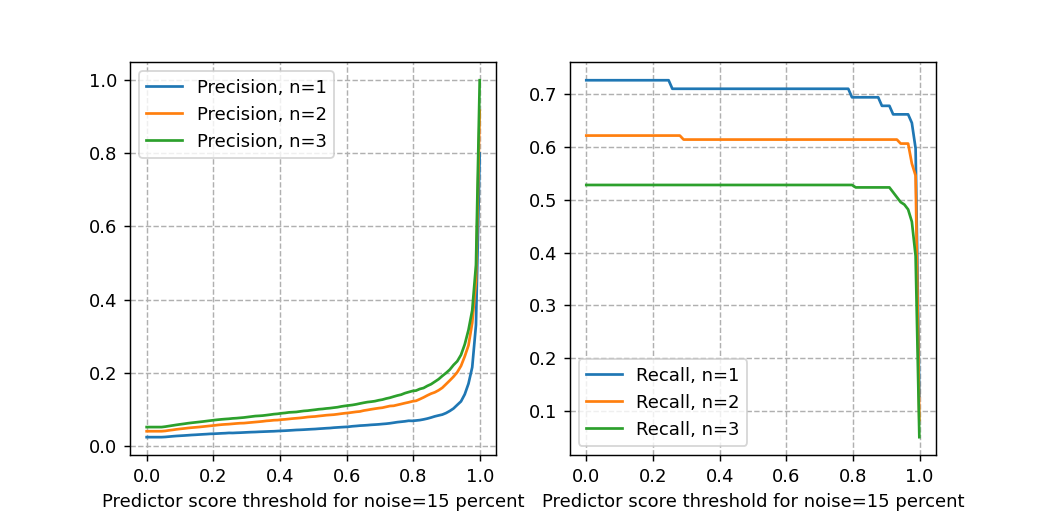 Precision, n=1
Precision, n=2
Precision, n=3
1.0
0.8
0.6
0.4
0.2
0.0
0.0 0.2 0.4 0.6 0.8 1.0
Predictor score threshold for noise=15 percent
0.7
0.6
0.5
0.4
0.3
0.2
0.1
Recall, n=1
Recall, n=2
Recall, n=3
0.0 0.2 0.4 0.6 0.8 1.0
Predictor score threshold for noise=15 percent